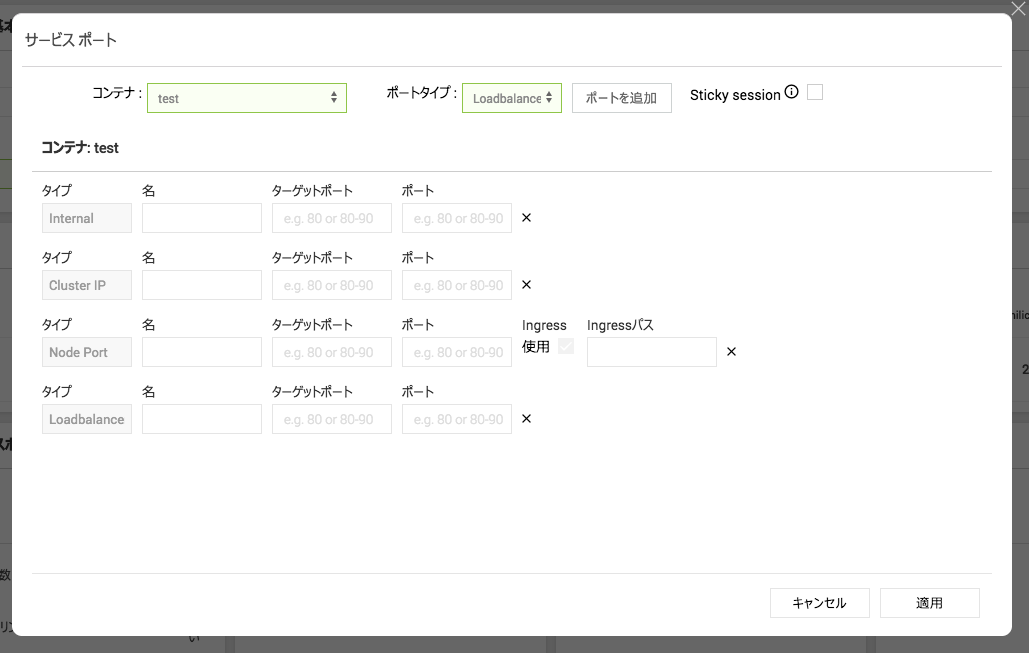 サービス ポート
コンテナ : test ポートタイプ : Loadbalance ポートを追加 Sticky session
コンテナ: test
タイプ 名 ターゲットポート ポート
Internal e.g. 80 or 80-90 e.g. 80 or 80-90 ×
タイプ 名 ターゲットポート ポート
Cluster IP e.g. 80 or 80-90 e.g. 80 or 80-90 ×
タイプ 名 ターゲットポート ポート Ingress Ingressパス
Node Port e.g. 80 or 80-90 e.g. 80 or 80-90 使用 ×
タイプ 名 ターゲットポート ポート
Loadbalance e.g. 80 or 80-90 e.g. 80 or 80-90 ×
キャンセル 適用